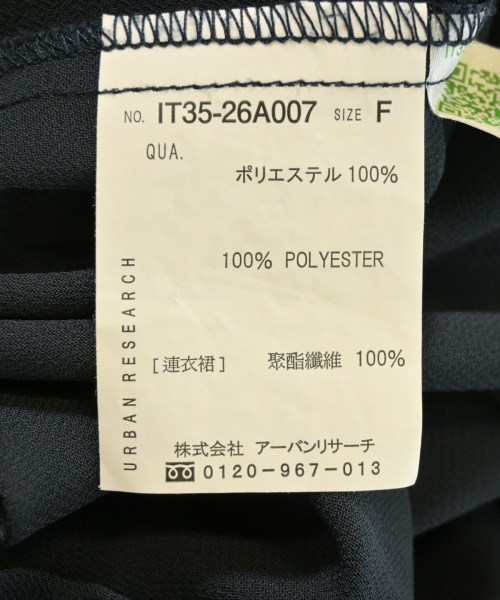 NO. IT35-26A007 SIZE F
QUA.
ポリエステル 100%
100% POLYESTER
[連衣裙] 聚酯纖維 100%
URBAN RESEARCH
株式会社 アーバンリサーチ
0120-967-013